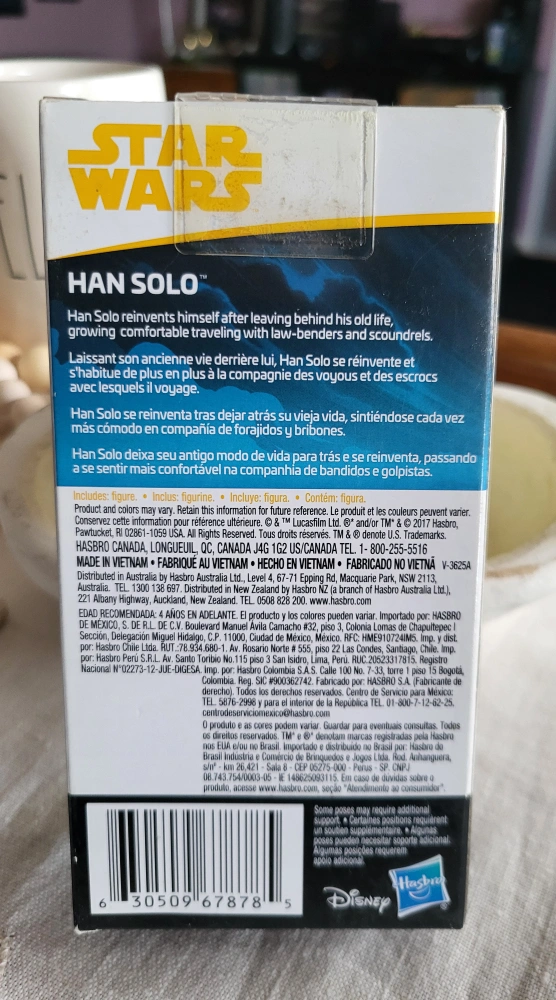 STAR
WARS
HAN SOLO™
Han Solo reinvents himself after leaving behind his old life,
growing comfortable traveling with law-benders and scoundrels.
Laissant son ancienne vie derrière lui, Han Solo se réinvente et
s'habitue de plus en plus à la compagnie des voyous et des escrocs
avec lesquels il voyage.
Han Solo se reinventa tras dejar atrás su vieja vida, sintiéndose cada vez
más cómodo en compañía de forajidos y bribones.
Han Solo deixa seu antigo modo de vida para trás e se reinventa, passando
a se sentir mais confortável na companhia de bandidos e golpistas.
Includes: figure. • Inclus: figurine. • Incluye: figura. • Contém: figura.
Product and colors may vary. Retain this information for future reference. Le produit et les couleurs peuvent varier.
Conservez cette information pour référence ultérieure. © & ™ Lucasfilm Ltd. ®* and/or TM* & © 2017 Hasbro,
Pawtucket, RI 02861-1059 USA. All Rights Reserved. Tous droits réservés. TM & ® denote U.S. Trademarks.
HASBRO CANADA, LONGUEUIL, QC, CANADA J4G 1G2 US/CANADA TEL. 1- 800-255-5516
MADE IN VIETNAM • FABRIQUÉ AU VIETNAM • HECHO EN VIETNAM • FABRICADO NO VIETNÃ V-3625A
Distributed in Australia by Hasbro Australia Ltd., Level 4, 67-71 Epping Rd, Macquarie Park, NSW 2113,
Australia. TEL. 1300 138 697. Distributed in New Zealand by Hasbro NZ (a branch of Hasbro Australia Ltd.),
221 Albany Highway, Auckland, New Zealand. TEL. 0508 828 200. www.hasbro.com
EDAD RECOMENDADA: 4 AÑOS EN ADELANTE. El producto y los colores pueden variar. Importado por: HASBRO
DE MÉXICO, S. DE R.L. DE C.V. Boulevard Manuel Ávila Camacho #32, piso 3, Colonia Lomas de Chapultepec I
Sección, Delegación Miguel Hidalgo, C.P. 11000, Ciudad de México, México. RFC: HME910724IM5. Imp. y dist.
por: Hasbro Chile Ltda. RUT.:78.934.680-1. Av. Rosario Norte # 555, piso 22 Las Condes, Santiago, Chile. Imp.
por: Hasbro Perú S.R.L. Av. Santo Toribio No.115 piso 3 San Isidro, Lima, Perú. RUC.20523317815. Registro
Nacional N°02273-12-JUE-DIGESA. Imp. por: Hasbro Colombia S.A.S. Calle 100 No. 7-33, torre 1 piso 15 Bogotá,
Colombia. Reg. SIC #900362742. Fabricado por: HASBRO S.A. (Fabricante de
derecho). Todos los derechos reservados. Centro de Servicio para México:
TEL. 5876-2998 y para el interior de la República TEL. 01-800-7-12-62-25.
centrodeserviciomexico@hasbro.com
O produto e as cores podem variar. Guardar para eventuais consultas. Todos
os direitos reservados. TM* e ®* denotam marcas registradas pela Hasbro
nos EUA e/ou no Brasil. Importado e distribuído no Brasil por: Hasbro do
Brasil Indústria e Comércio de Brinquedos e Jogos Ltda. Rod. Anhanguera,
s/nº - km 26,421 - Sala 8 - CEP 05275-000 - Perus - SP. CNPJ
08.743.754/0003-05 - IE 148625093115. Em caso de dúvidas sobre o
produto, acesse www.hasbro.com, seção "Atendimento ao consumidor".
Some poses may require additional
support. • Certaines positions requièrent
un soutien supplémentaire. • Algunas
poses pueden necesitar soporte adicional.
Algumas posições requerem
apoio adicional.
6 30509 67878 5
Disney
Hasbro